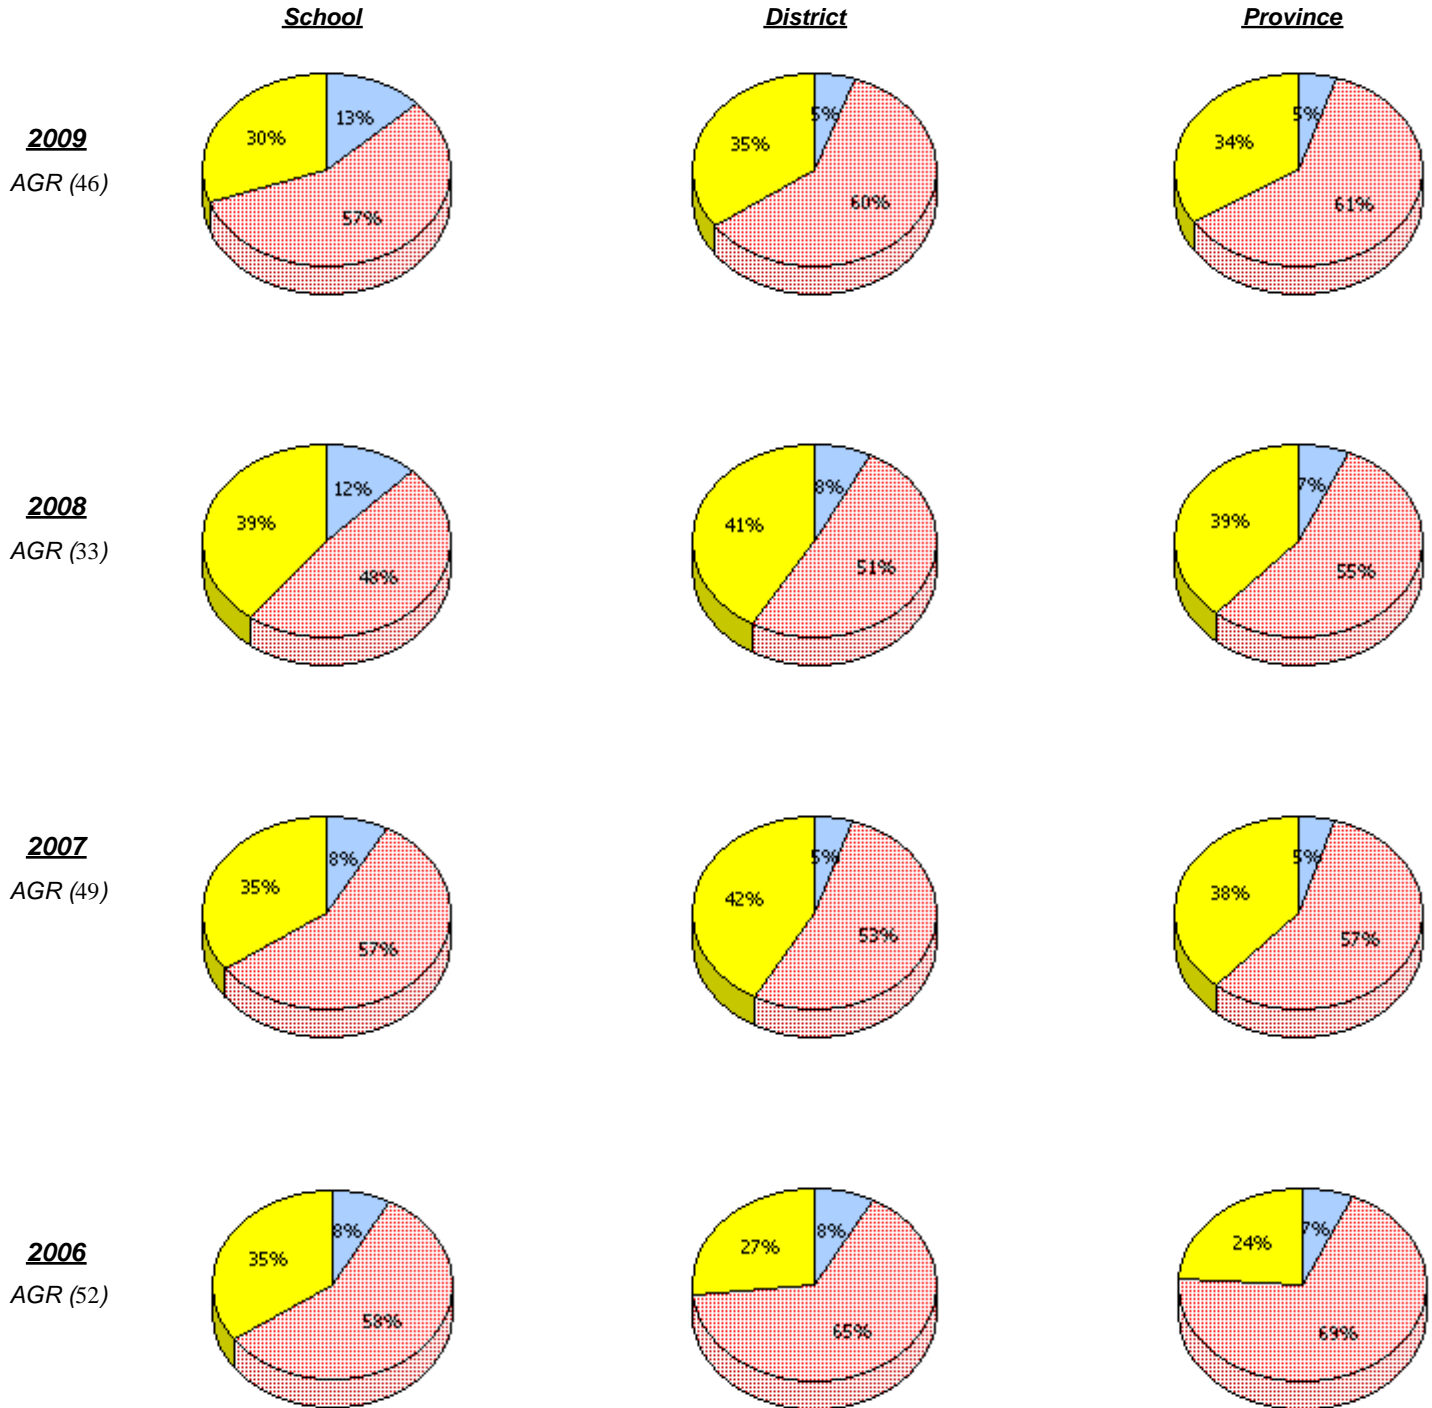 School District Province
2009
AGR (46)
30% 13% 57%
35% 5% 60%
34% 5% 61%
2008
AGR (33)
39% 12% 48%
41% 8% 51%
39% 7% 55%
2007
AGR (49)
35% 8% 57%
42% 5% 53%
38% 5% 57%
2006
AGR (52)
35% 8% 58%
27% 8% 65%
24% 7% 69%